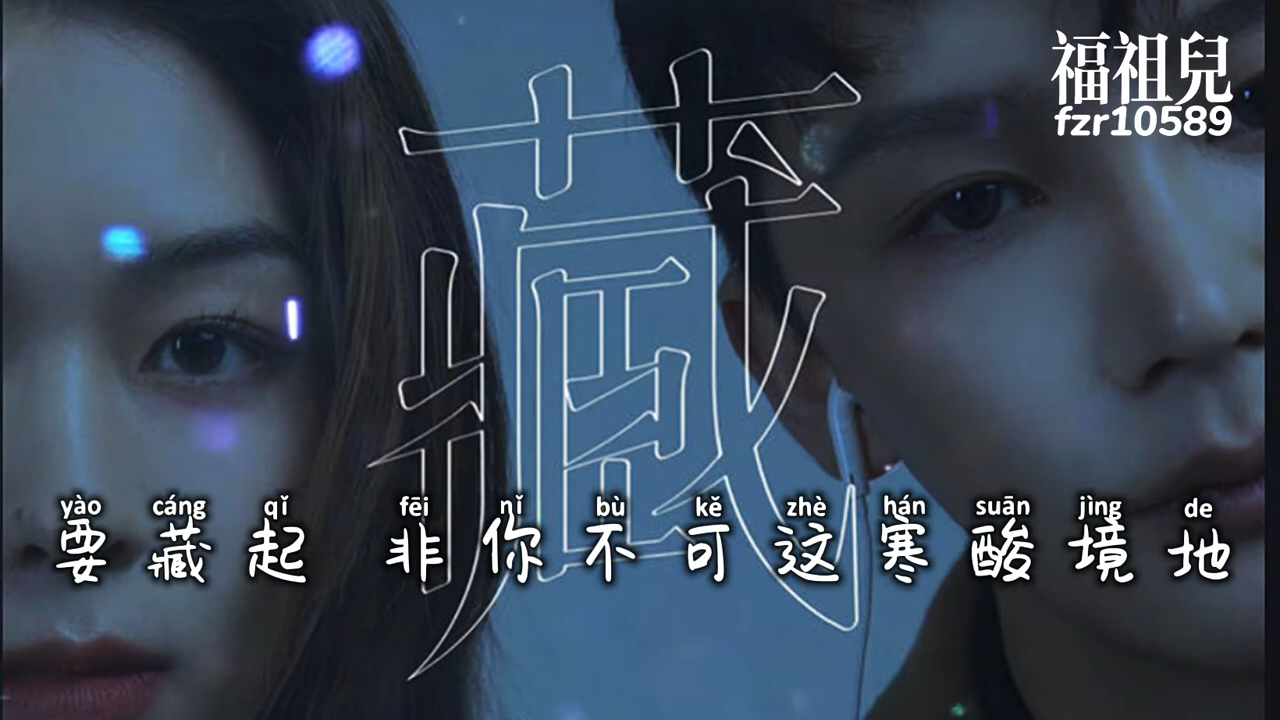 福祖兒
fzr10589
藏
yào cáng qǐ fēi nǐ bù kě zhè hán suān jìng de
要藏起 非你不可这寒酸境地